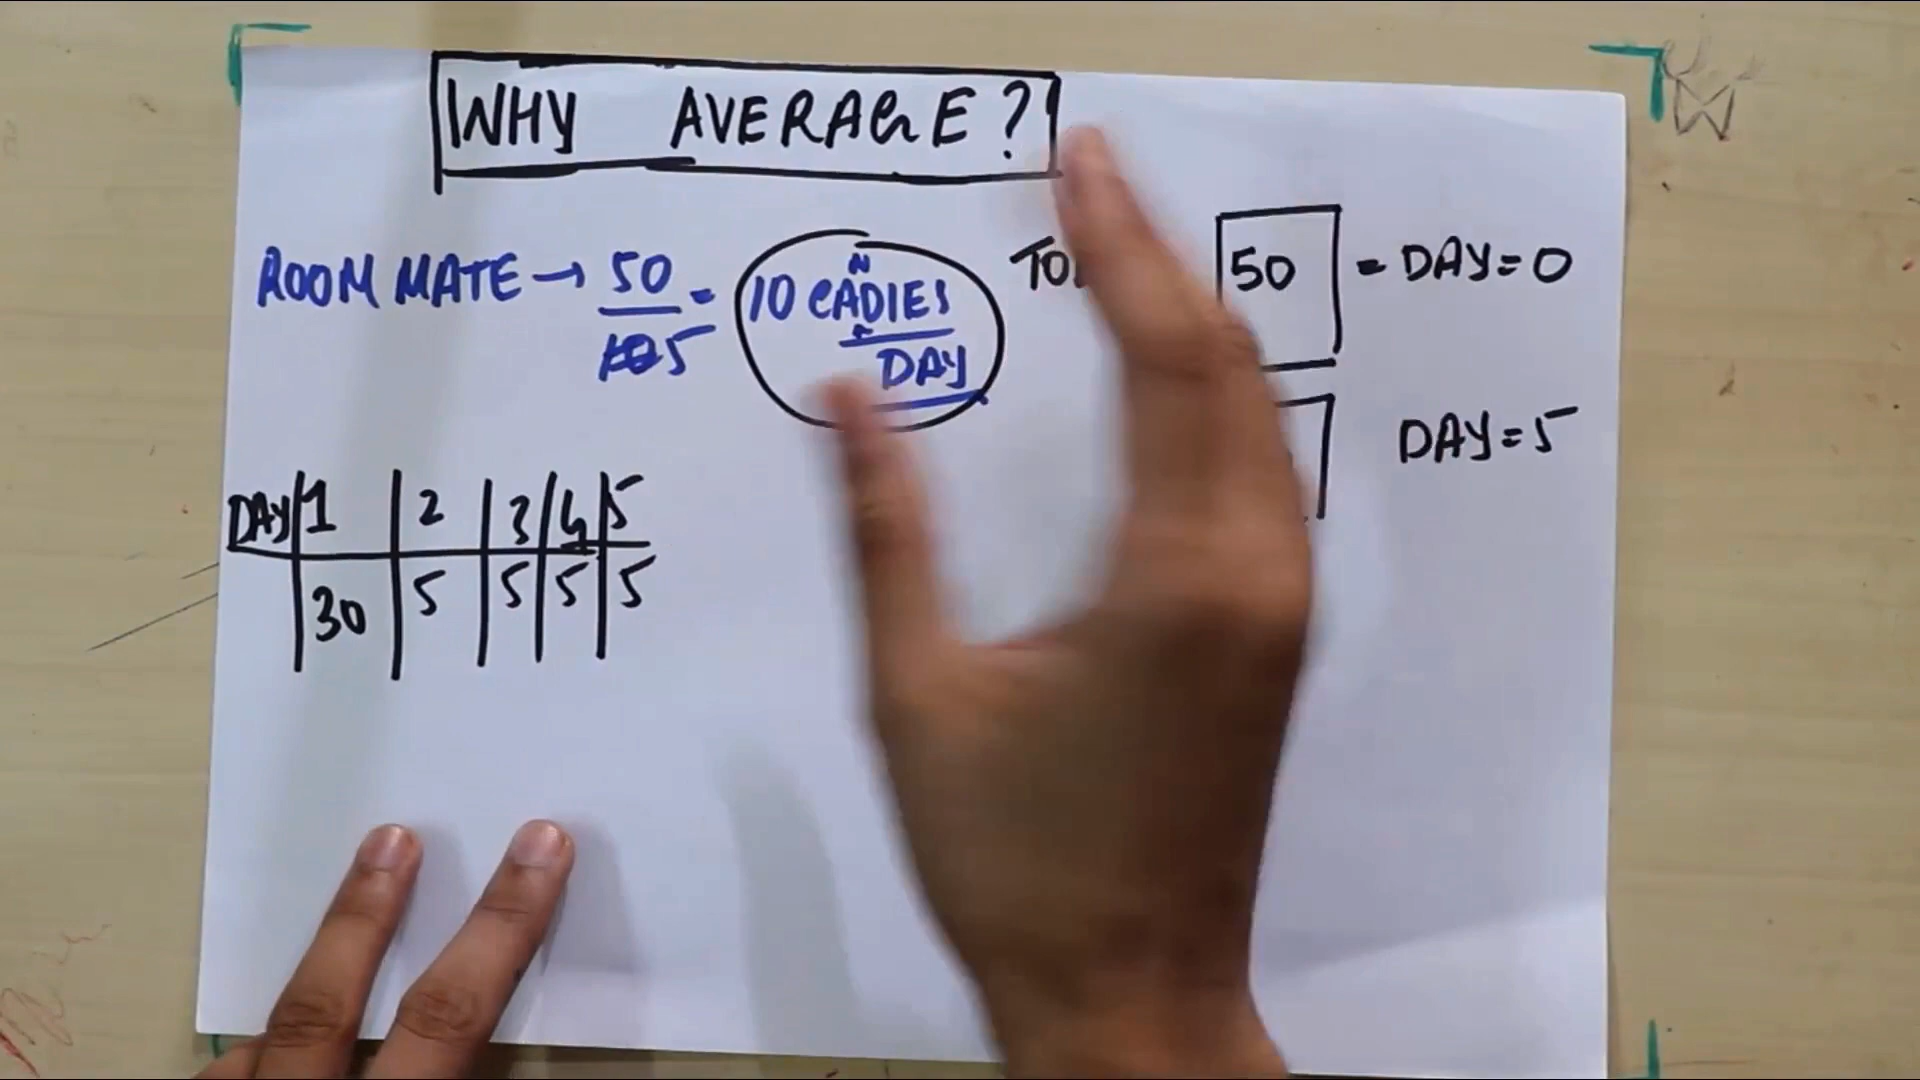 WHY AVERAGE?
ROOM MATE → 50/5 = 10 CANDIES/DAY
50 = DAY=0
DAY=5
DAY 1 2 3 4 5
30 5 5 5 5